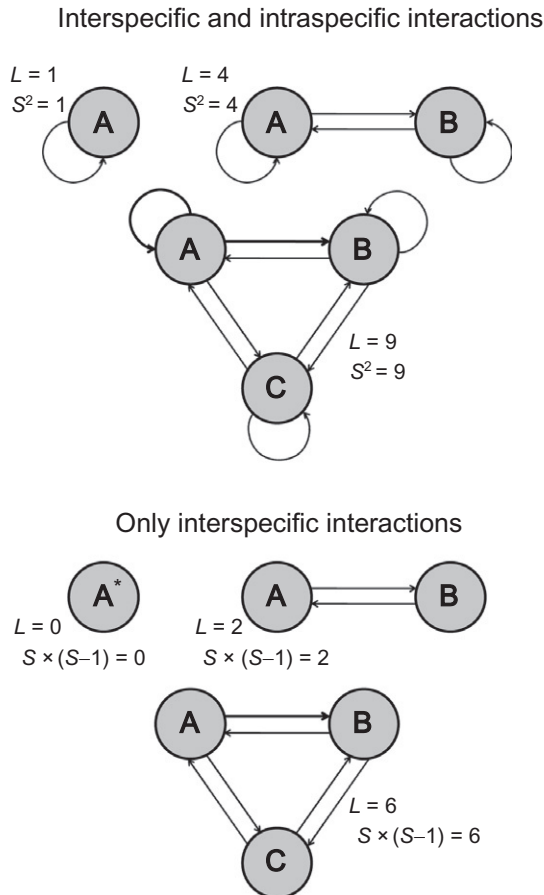 Interspecific and intraspecific interactions
L = 1
S² = 1
A
L = 4
S² = 4
A
B
A
B
C
L = 9
S² = 9
Only interspecific interactions
A*
L = 0
S × (S–1) = 0
A
B
L = 2
S × (S–1) = 2
A
B
C
L = 6
S × (S–1) = 6